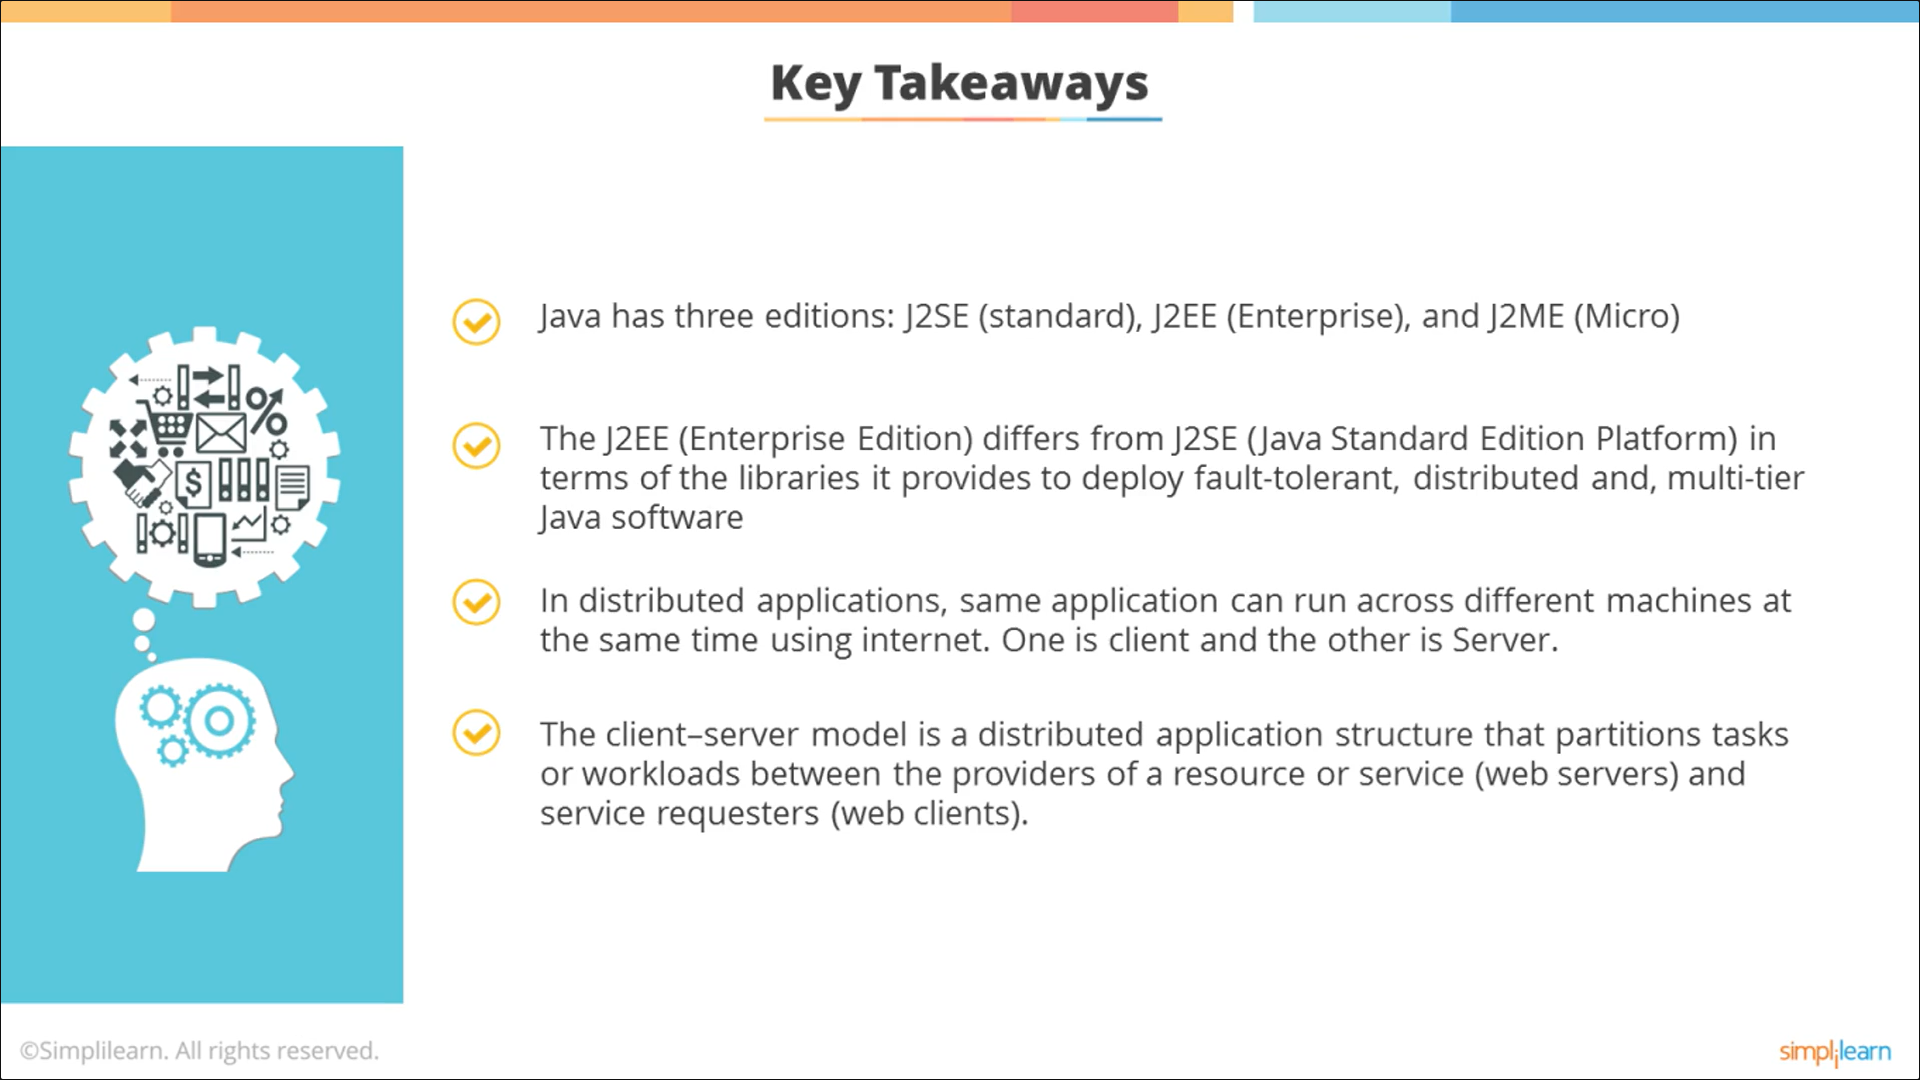 Key Takeaways
Java has three editions: J2SE (standard), J2EE (Enterprise), and J2ME (Micro)
The J2EE (Enterprise Edition) differs from J2SE (Java Standard Edition Platform) in
terms of the libraries it provides to deploy fault-tolerant, distributed and, multi-tier
Java software
In distributed applications, same application can run across different machines at
the same time using internet. One is client and the other is Server.
The client–server model is a distributed application structure that partitions tasks
or workloads between the providers of a resource or service (web servers) and
service requesters (web clients).
©Simplilearn. All rights reserved.
simplilearn